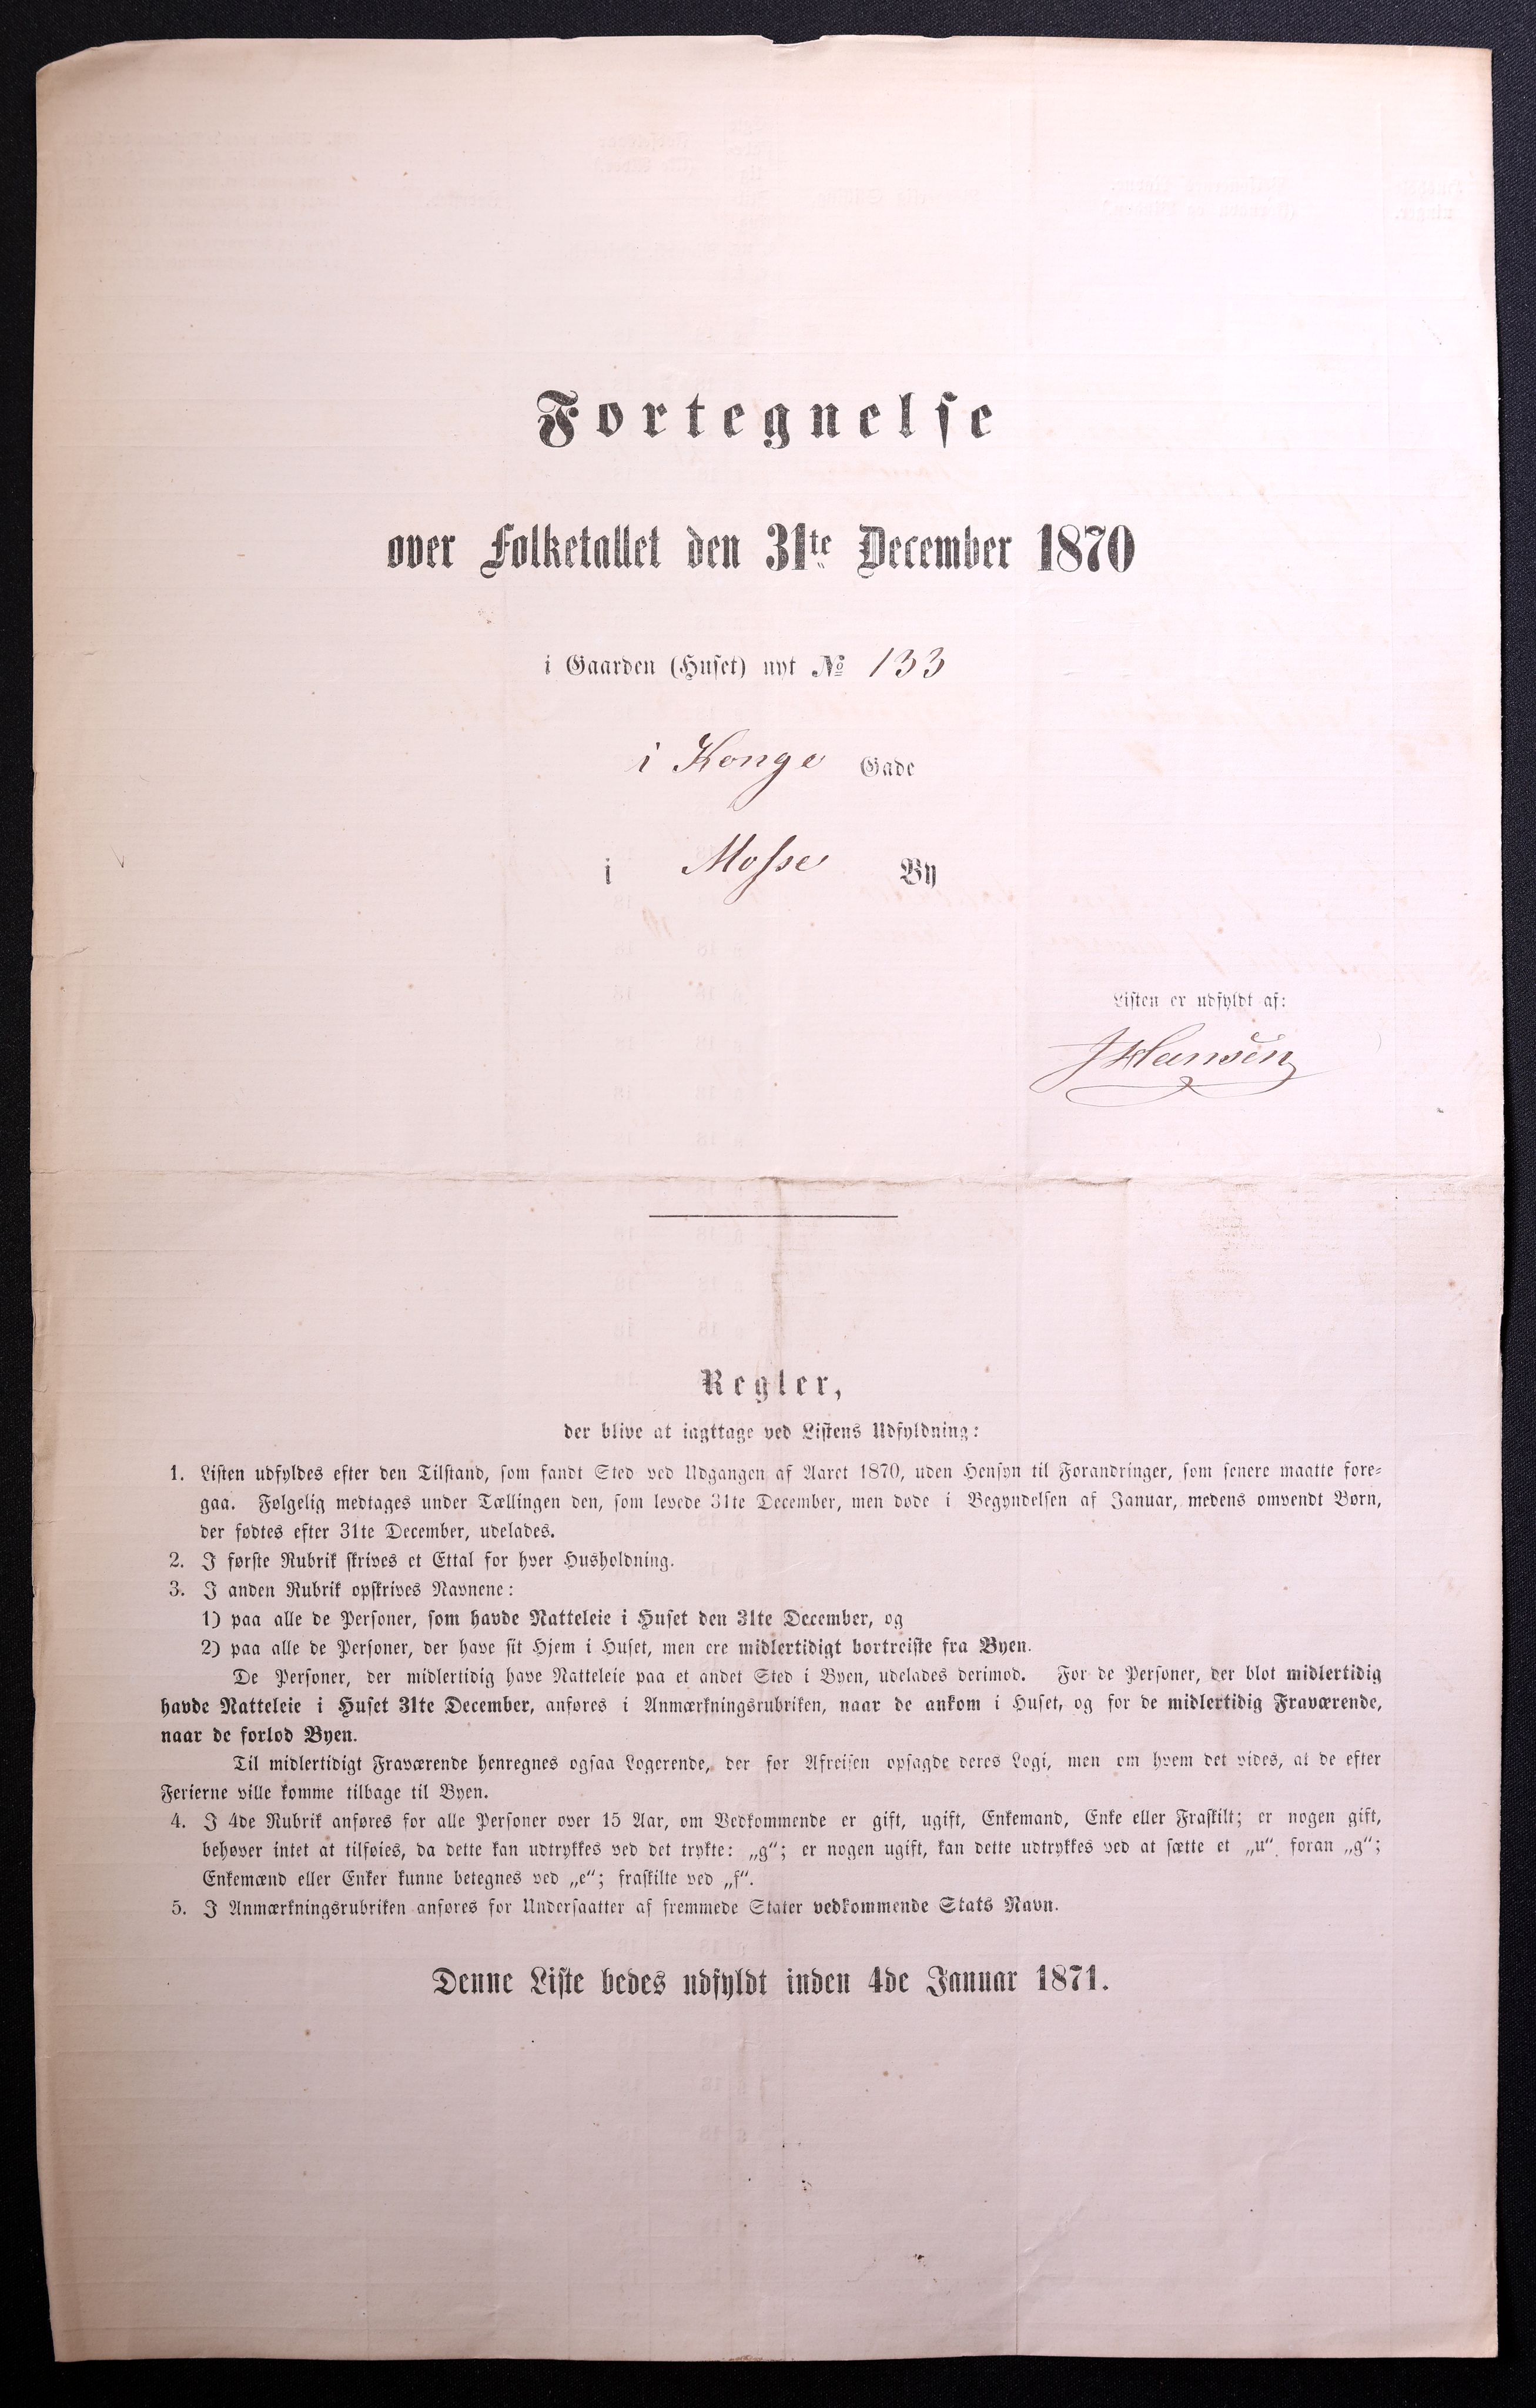 Fortegnelse
over Folketallet den 31te December 1870
i Gaarden (Huset) nyt No 133
i Konge Gade
i Mosse By
Listen er udfyldt af:
JHansen
Regler,
der blive at iagttage ved Listens Udfyldning:
1. Listen udfyldes efter den Tilstand, som fandt Sted ved Udgangen af Aaret 1870, uden Hensyn til Forandringer, som senere maatte fore-
gaa. Følgelig medtages under Tællingen den, som levede 31te December, men døde i Begyndelsen af Januar, medens omvendt Børn,
der fødtes efter 31te December, udelades.
2. I første Rubrik skrives et Ettal for hver Husholdning.
3. I anden Rubrik opskrives Navnene:
1) paa alle de Personer, som havde Natteleie i Huset den 31te December, og
2) paa alle de Personer, der have sit Hjem i Huset, men ere midlertidigt bortreiste fra Byen.
De Personer, der midlertidig have Natteleie paa et andet Sted i Byen, udelades derimod. For de Personer, der blot midlertidig
havde Natteleie i Huset 31te December, anføres i Anmærkningsrubriken, naar de ankom i Huset, og for de midlertidig Fraværende,
naar de forlod Byen.
Til midlertidigt Fraværende henregnes ogsaa Logerende, der før Afreisen opsagde deres Logi, men om hvem det vides, at de efter
Ferierne ville komme tilbage til Byen.
4. I 4de Rubrik anføres for alle Personer over 15 Aar, om Vedkommende er gift, ugift, Enkemand, Enke eller Fraskilt; er nogen gift,
behøver intet at tilføies, da dette kan udtrykkes ved det trykte: „g“; er nogen ugift, kan dette udtrykkes ved at sætte et „u“ foran „g“;
Enkemænd eller Enker kunne betegnes ved „e“; fraskilte ved „f“.
5. I Anmærkningsrubriken anføres for Undersaatter af fremmede Stater vedkommende Stats Navn.
Denne Liste bedes udfyldt inden 4de Januar 1871.